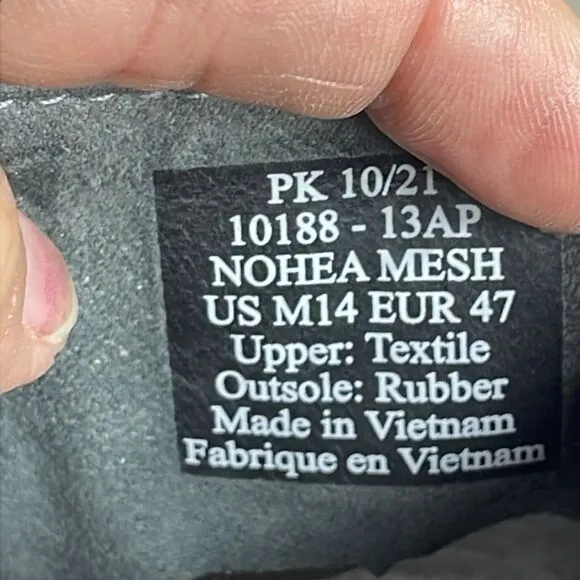 PK 10/21
10188 - 13AP
NOHEA MESH
US M14 EUR 47
Upper: Textile
Outsole: Rubber
Made in Vietnam
Fabrique en Vietnam